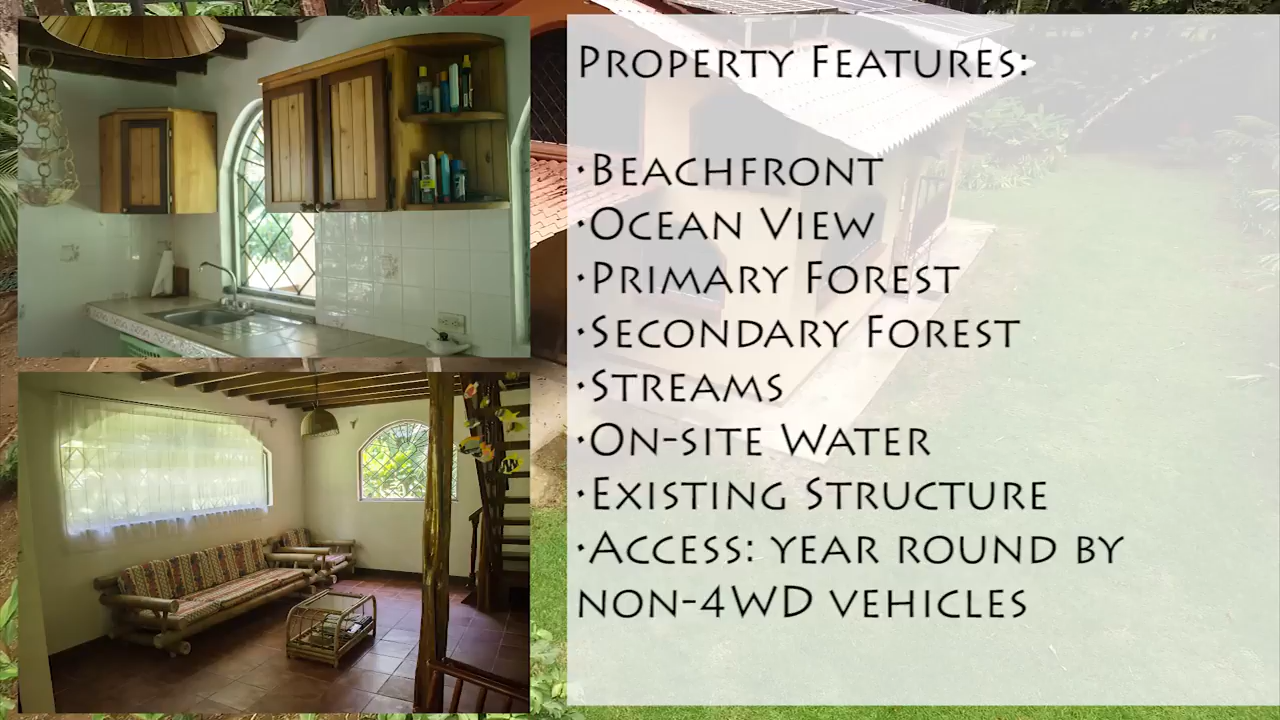 Property Features:
·Beachfront
·Ocean View
·Primary Forest
·Secondary Forest
·Streams
·On-site Water
·Existing Structure
·Access: year round by
non-4WD vehicles